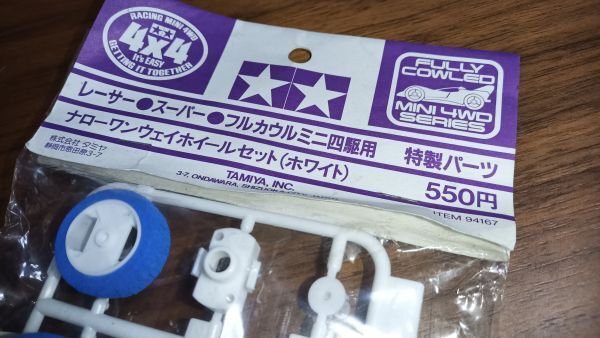 RACING MINI 4WD
4x4
It's EASY
GETTING IT TOGETHER
FULLY
COWLED
MINI 4WD
SERIES
レーサー●スーパー●フルカウルミニ四駆用 特製パーツ
ナローワンウェイホイールセット(ホワイト) 550円
株式会社 タミヤ
静岡市恩田原3-7
TAMIYA, INC.
3-7, ONDAWARA, SHIZUOKA
ITEM 94167